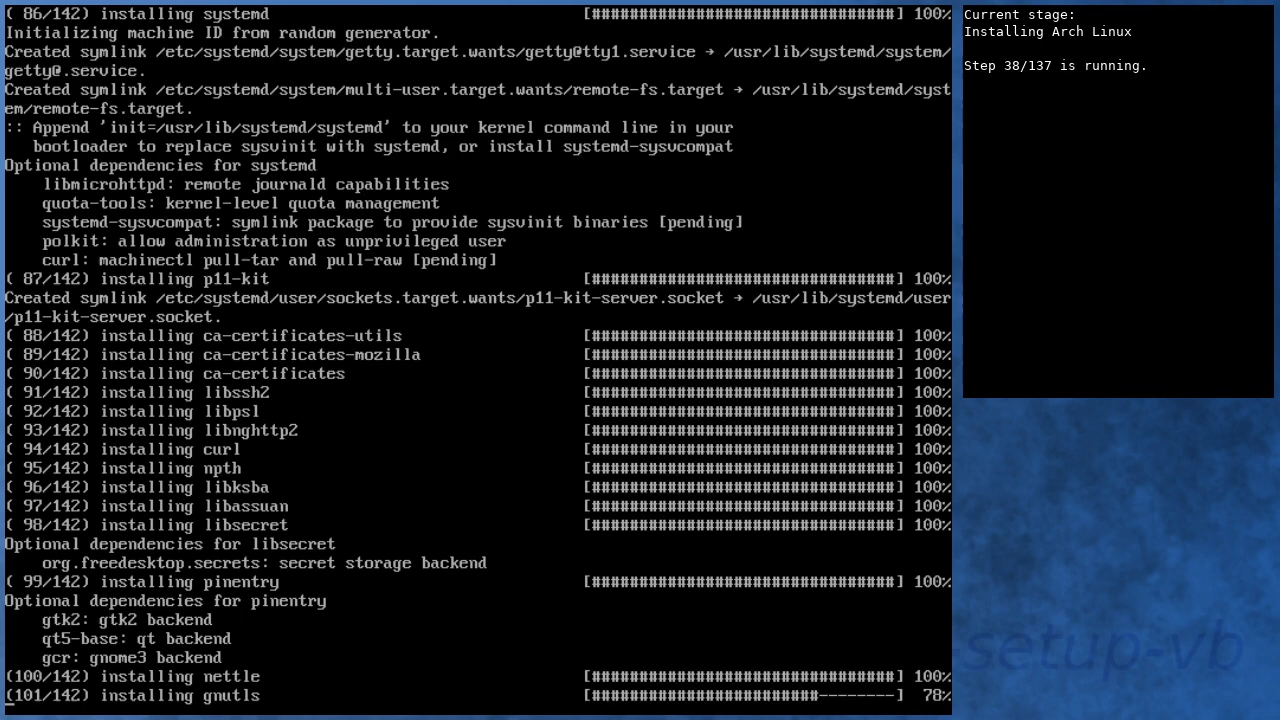 ( 86/142) installing systemd [################################] 100%
Initializing machine ID from random generator.
Created symlink /etc/systemd/system/getty.target.wants/getty@tty1.service → /usr/lib/systemd/system/
getty@.service.
Created symlink /etc/systemd/system/multi-user.target.wants/remote-fs.target → /usr/lib/systemd/syst
em/remote-fs.target.
:: Append 'init=/usr/lib/systemd/systemd' to your kernel command line in your
bootloader to replace sysvinit with systemd, or install systemd-sysvcompat
Optional dependencies for systemd
libmicrohttpd: remote journald capabilities
quota-tools: kernel-level quota management
systemd-sysvcompat: symlink package to provide sysvinit binaries [pending]
polkit: allow administration as unprivileged user
curl: machinectl pull-tar and pull-raw [pending]
( 87/142) installing p11-kit [################################] 100%
Created symlink /etc/systemd/user/sockets.target.wants/p11-kit-server.socket → /usr/lib/systemd/user
/p11-kit-server.socket.
( 88/142) installing ca-certificates-utils [################################] 100%
( 89/142) installing ca-certificates-mozilla [################################] 100%
( 90/142) installing ca-certificates [################################] 100%
( 91/142) installing libssh2 [################################] 100%
( 92/142) installing libpsl [################################] 100%
( 93/142) installing libnghttp2 [################################] 100%
( 94/142) installing curl [################################] 100%
( 95/142) installing npth [################################] 100%
( 96/142) installing libksba [################################] 100%
( 97/142) installing libassuan [################################] 100%
( 98/142) installing libsecret [################################] 100%
Optional dependencies for libsecret
org.freedesktop.secrets: secret storage backend
( 99/142) installing pinentry [################################] 100%
Optional dependencies for pinentry
gtk2: gtk2 backend
qt5-base: qt backend
gcr: gnome3 backend
(100/142) installing nettle [################################] 100%
(101/142) installing gnutls [########################--------] 78%
Current stage:
Installing Arch Linux
Step 38/137 is running.
setup-vb